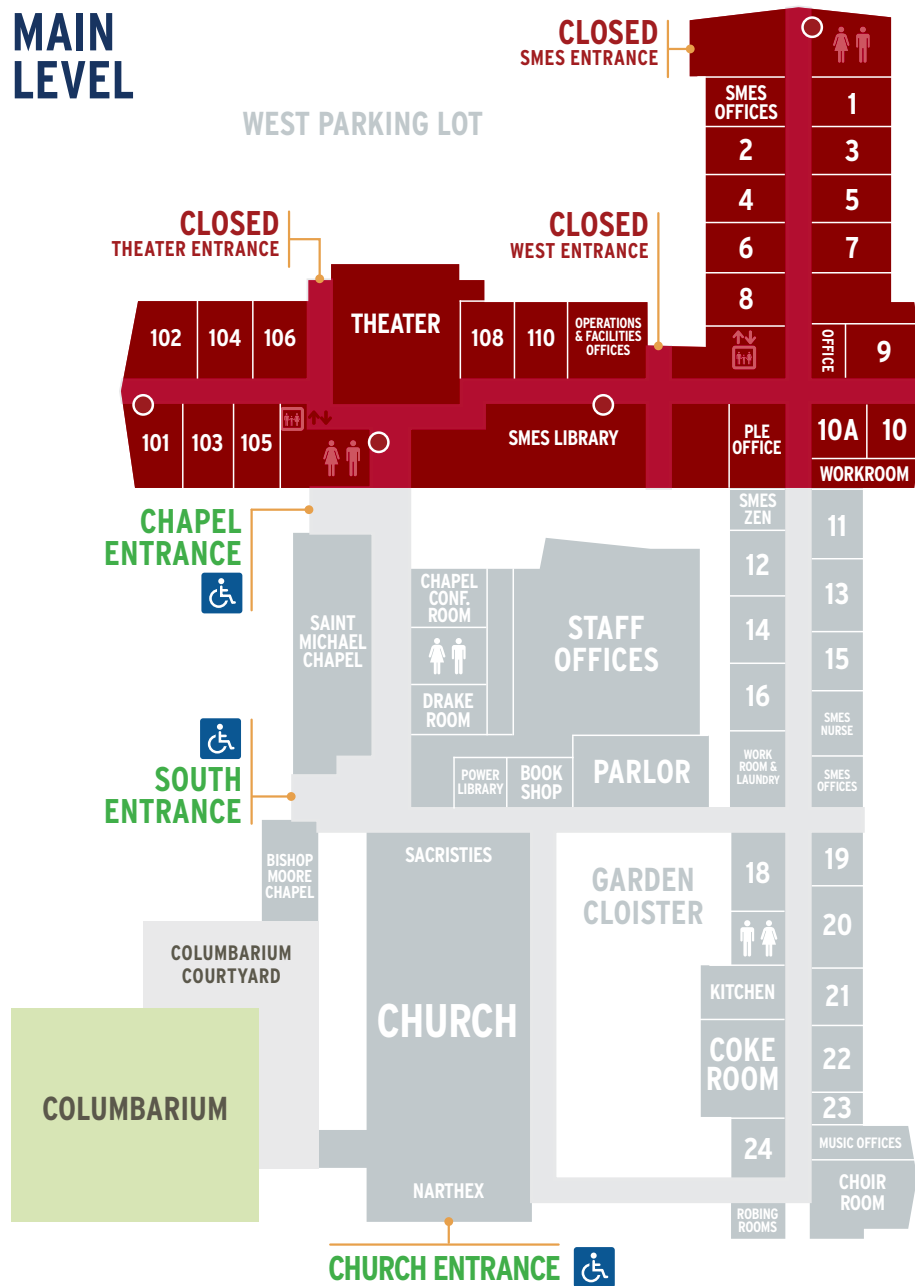 MAIN
LEVEL
CLOSED
SMES ENTRANCE
WEST PARKING LOT
SMES
OFFICES
1
2
3
4
5
6
7
8
CLOSED
THEATER ENTRANCE
CLOSED
WEST ENTRANCE
102
104
106
THEATER
108
110
OPERATIONS
& FACILITIES
OFFICES
OFFICE
9
101
103
105
SMES LIBRARY
PLE
OFFICE
10A
10
WORKROOM
CHAPEL
ENTRANCE
SMES
ZEN
11
12
13
CHAPEL
CONF.
ROOM
SAINT
MICHAEL
CHAPEL
STAFF
OFFICES
14
15
DRAKE
ROOM
16
SMES
NURSE
SOUTH
ENTRANCE
POWER
LIBRARY
BOOK
SHOP
PARLOR
WORK
ROOM &
LAUNDRY
SMES
OFFICES
BISHOP
MOORE
CHAPEL
SACRISTIES
GARDEN
CLOISTER
18
19
20
COLUMBARIUM
COURTYARD
CHURCH
KITCHEN
21
COKE
ROOM
22
23
COLUMBARIUM
24
MUSIC OFFICES
NARTHEX
CHOIR
ROOM
ROBING
ROOMS
CHURCH ENTRANCE